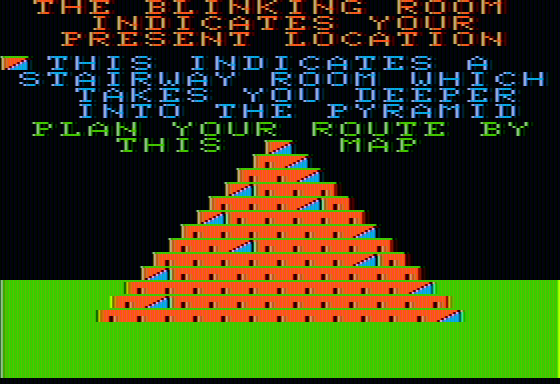 THE BLINKING ROOM
INDICATES YOUR
PRESENT LOCATION
THIS INDICATES A
STAIRWAY ROOM WHICH
TAKES YOU DEEPER
INTO THE PYRAMID
PLAN YOUR ROUTE BY
THIS MAP